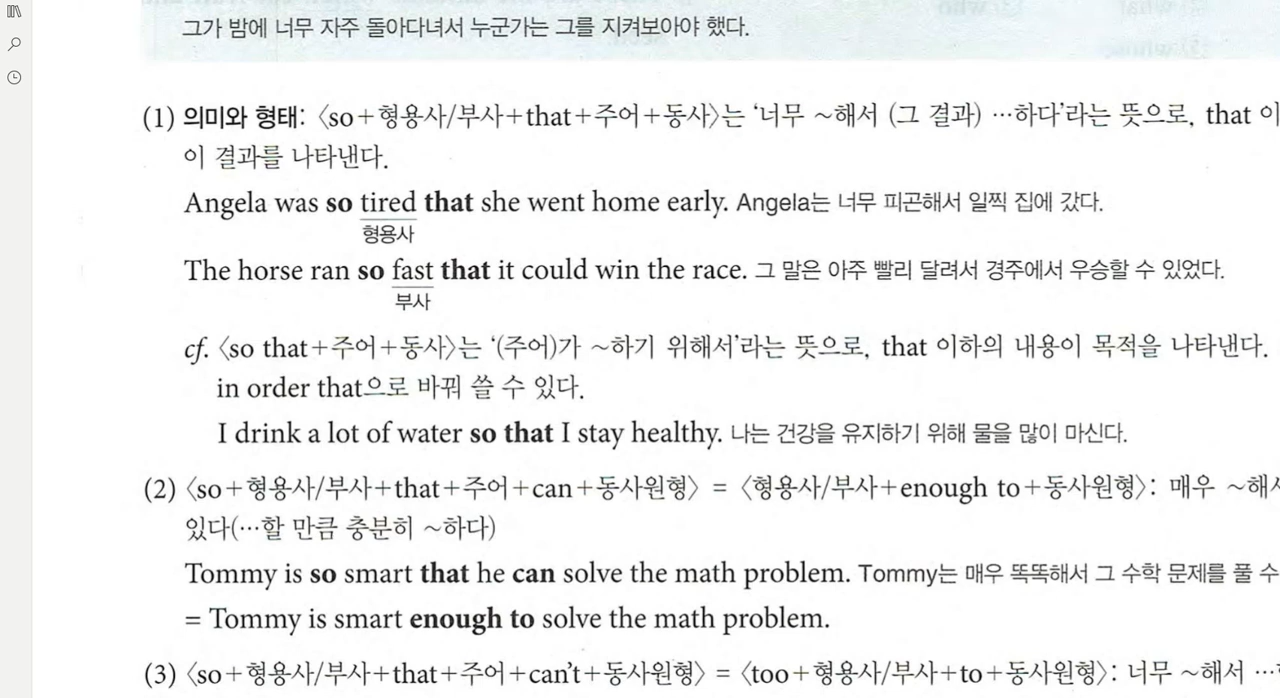 그가 밤에 너무 자주 돌아다녀서 누군가는 그를 지켜보아야 했다.
(1) 의미와 형태: 〈so+형용사/부사+that+주어+동사〉는 ‘너무 ~해서 (그 결과) …하다’라는 뜻으로, that 이
이 결과를 나타낸다.
Angela was so tired that she went home early. Angela는 너무 피곤해서 일찍 집에 갔다.
형용사
The horse ran so fast that it could win the race. 그 말은 아주 빨리 달려서 경주에서 우승할 수 있었다.
부사
cf. 〈so that+주어+동사〉는 ‘(주어)가 ~하기 위해서’라는 뜻으로, that 이하의 내용이 목적을 나타낸다.
in order that으로 바꿔 쓸 수 있다.
I drink a lot of water so that I stay healthy. 나는 건강을 유지하기 위해 물을 많이 마신다.
(2) 〈so+형용사/부사+that+주어+can+동사원형〉 = 〈형용사/부사+enough to+동사원형〉: 매우 ~해서
있다(…할 만큼 충분히 ~하다)
Tommy is so smart that he can solve the math problem. Tommy는 매우 똑똑해서 그 수학 문제를 풀 수
= Tommy is smart enough to solve the math problem.
(3) 〈so+형용사/부사+that+주어+can't+동사원형〉 = 〈too+형용사/부사+to+동사원형〉: 너무 ~해서 …